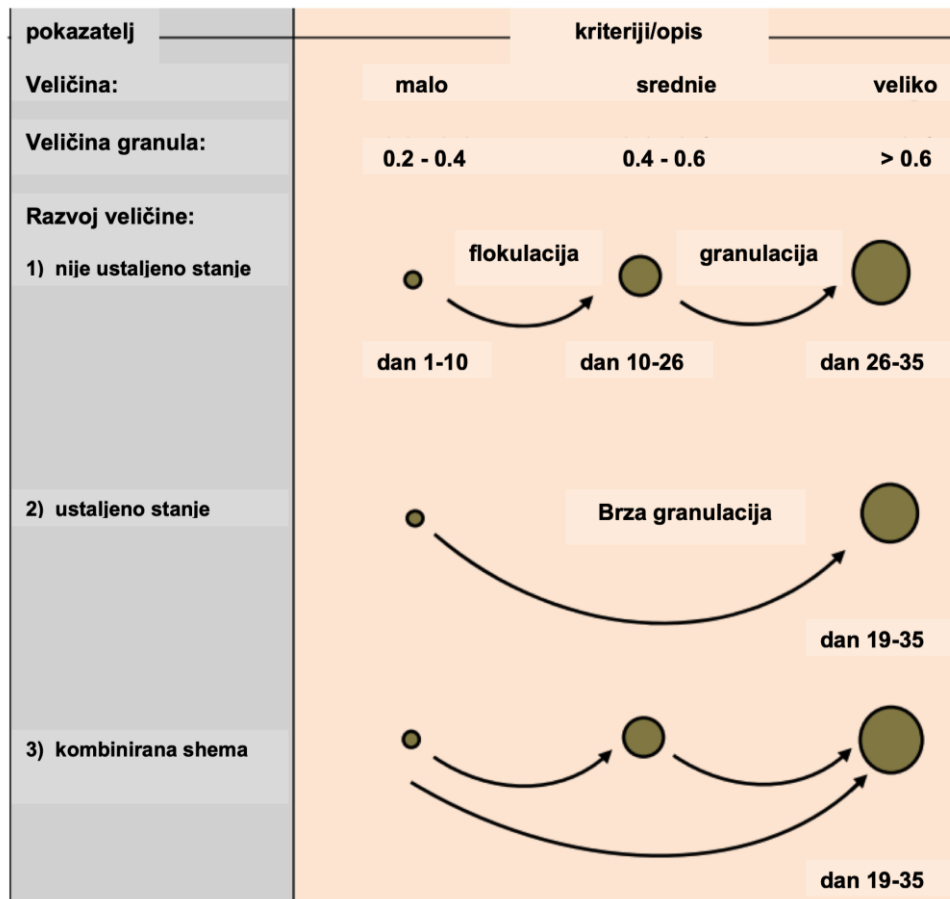 pokazatelj kriteriji/opis
Veličina: malo srednie veliko
Veličina granula: 0.2 - 0.4 0.4 - 0.6 > 0.6
Razvoj veličine:
1) nije ustaljeno stanje flokulacija granulacija
dan 1-10 dan 10-26 dan 26-35
2) ustaljeno stanje Brza granulacija
dan 19-35
3) kombinirana shema
dan 19-35